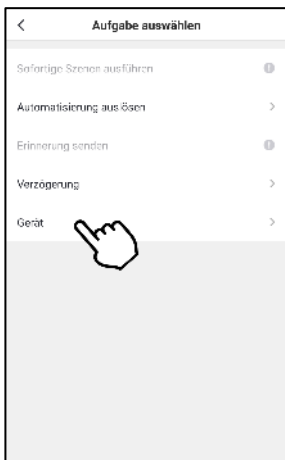 Aufgabe auswählen
Sofortige Szenen ausführen
Automatisierung auslösen
Erinnerung senden
Verzögerung
Gerät